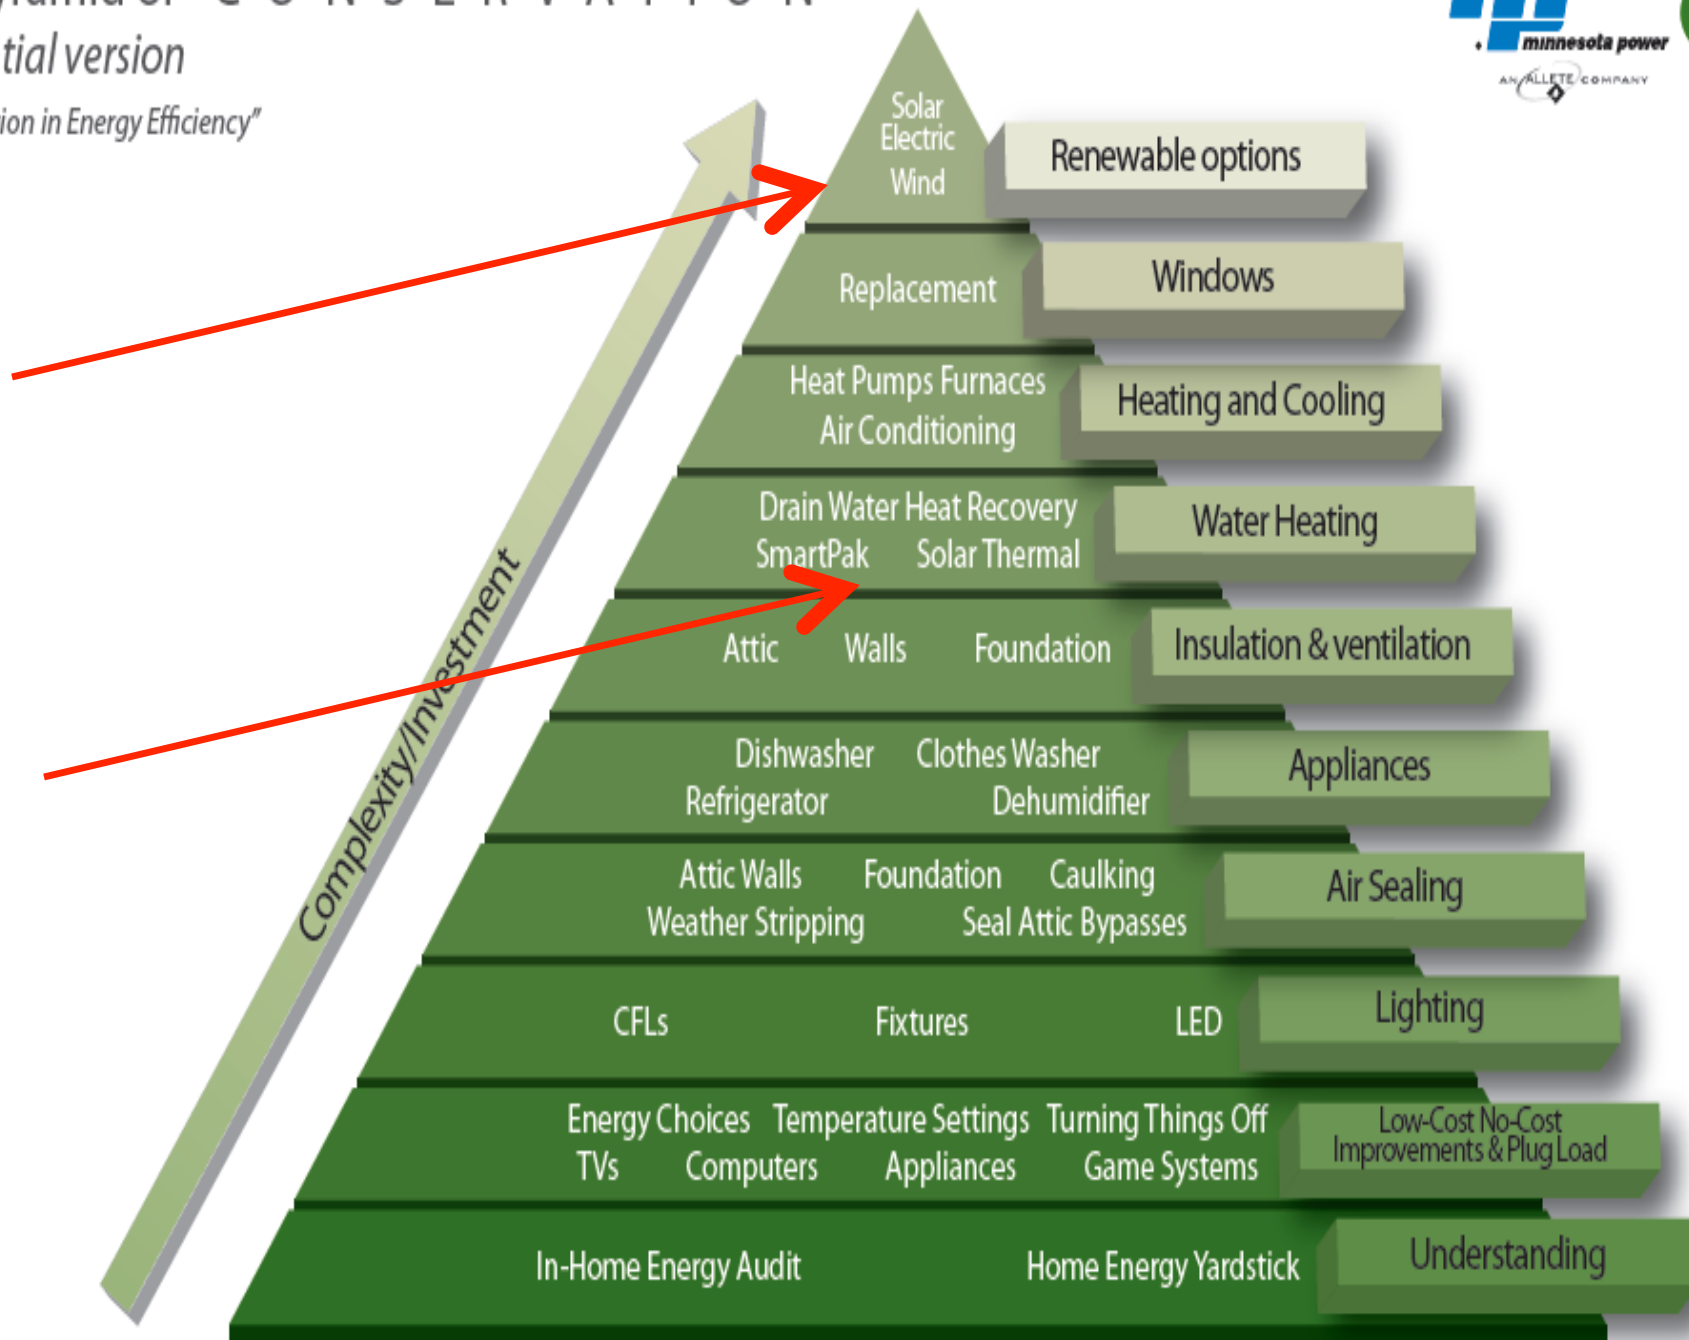 of C O N S E R V A T I O N
tial version
ion in Energy Efficiency”
minnesota power
AN ALLETE COMPANY
Complexity/Investment
Solar
Electric
Wind
Renewable options
Replacement
Windows
Heat Pumps Furnaces
Air Conditioning
Heating and Cooling
Drain Water Heat Recovery
SmartPak Solar Thermal
Water Heating
Attic Walls Foundation
Insulation & ventilation
Dishwasher Clothes Washer
Refrigerator Dehumidifier
Appliances
Attic Walls Foundation Caulking
Weather Stripping Seal Attic Bypasses
Air Sealing
CFLs Fixtures LED
Lighting
Energy Choices Temperature Settings Turning Things Off
TVs Computers Appliances Game Systems
Low-Cost No-Cost
Improvements & Plug Load
In-Home Energy Audit Home Energy Yardstick
Understanding